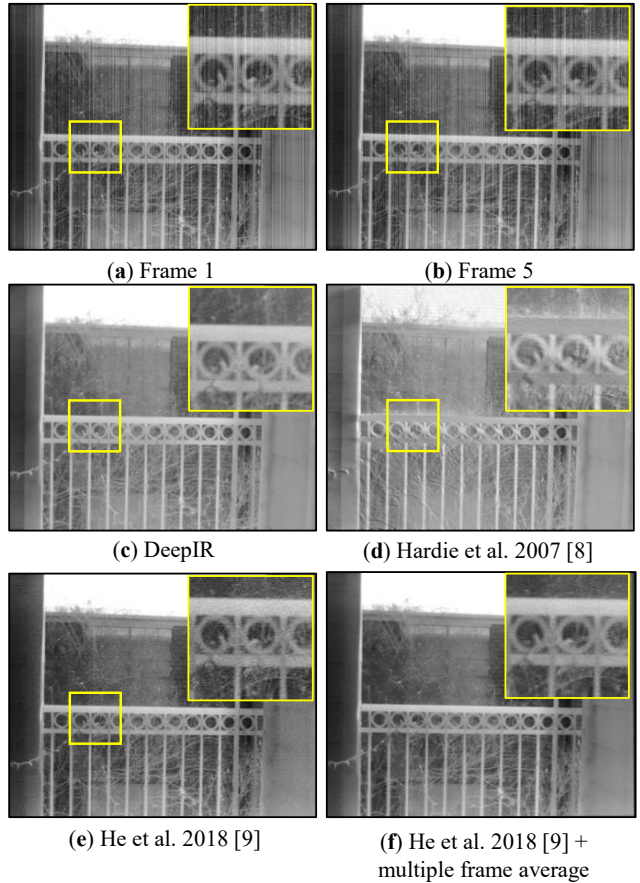 (a) Frame 1
(b) Frame 5
(c) DeepIR
(d) Hardie et al. 2007 [8]
(e) He et al. 2018 [9]
(f) He et al. 2018 [9] +
multiple frame average